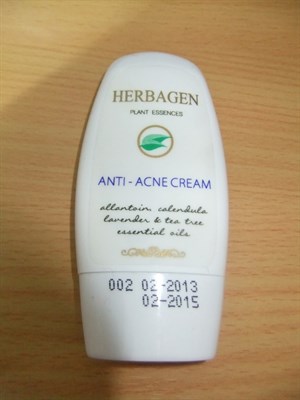 HERBAGEN
PLANT ESSENCES
ANTI - ACNE CREAM
allantoin, calendula
lavender & tea tree
essential oils
002 02-2013
02-2015